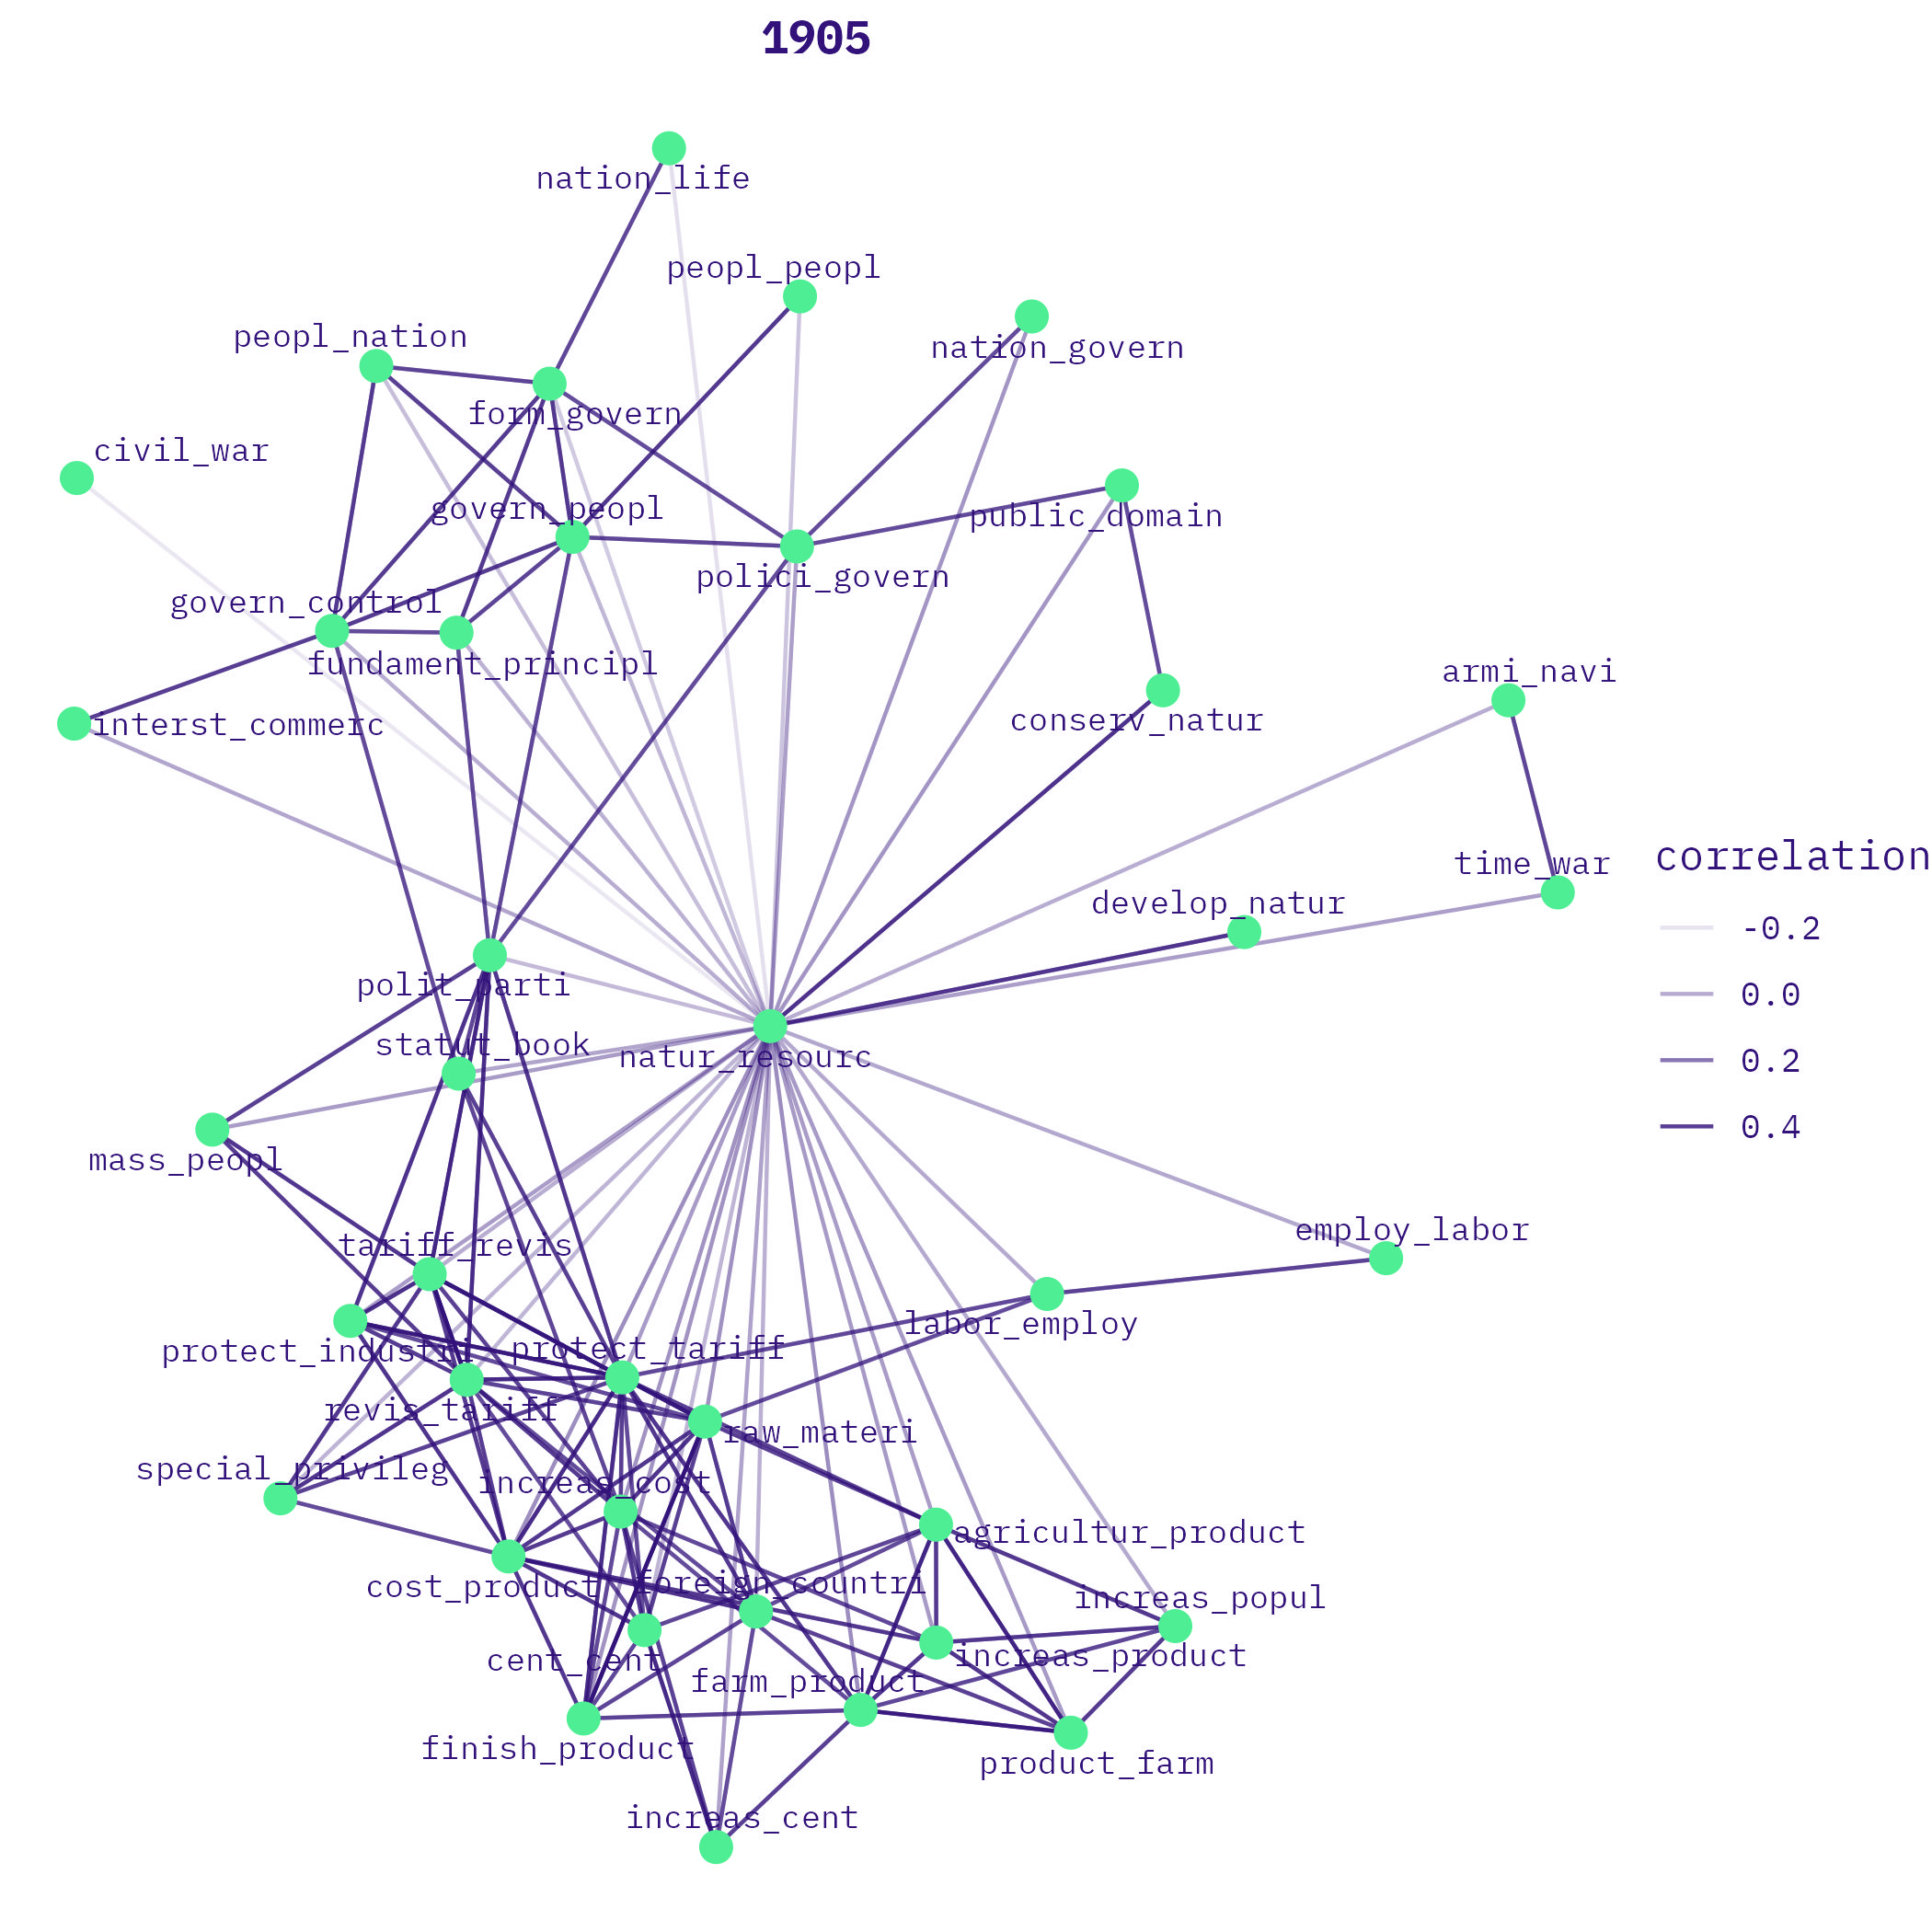 1905
nation_life
peopl_peopl
peopl_nation
nation_govern
form_govern
civil_war
govern_peopl
public_domain
polici_govern
govern_control
fundament_principl
armi_navi
interst_commerc
conserv_natur
correlation
time_war
develop_natur
-0.2
polit_parti
0.0
statut_book
natur_resourc
0.2
0.4
mass_peopl
employ_labor
tariff_revis
labor_employ
protect_industri
protect_tariff
revis_tariff
raw_materi
special_privileg
increas_cost
agricultur_product
cost_product
foreign_countri
increas_popul
cent_cent
increas_product
farm_product
finish_product
product_farm
increas_cent